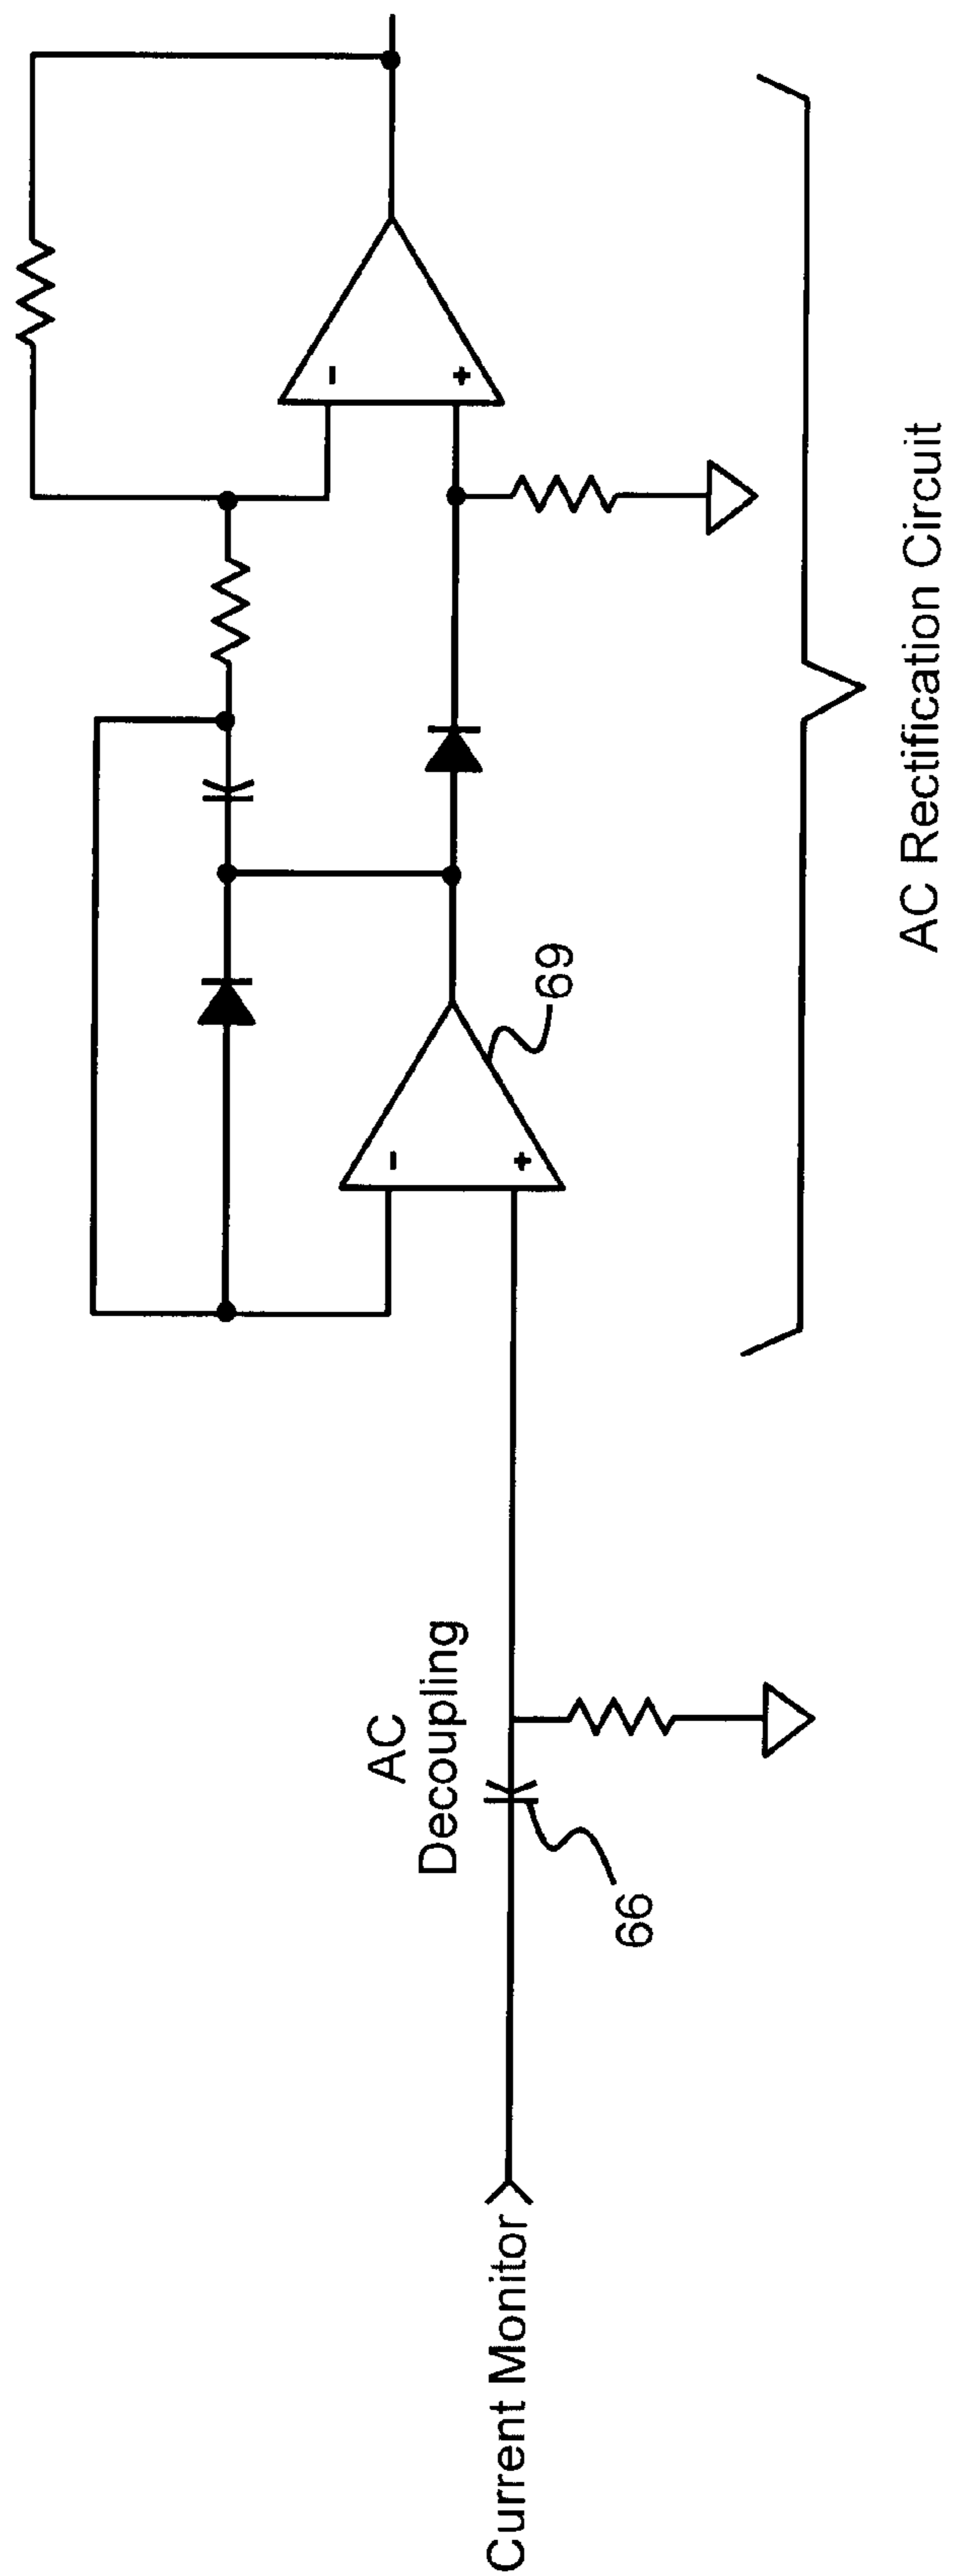 Current Monitor
AC
Decoupling
66
-
+
69
-
+
AC Rectification Circuit